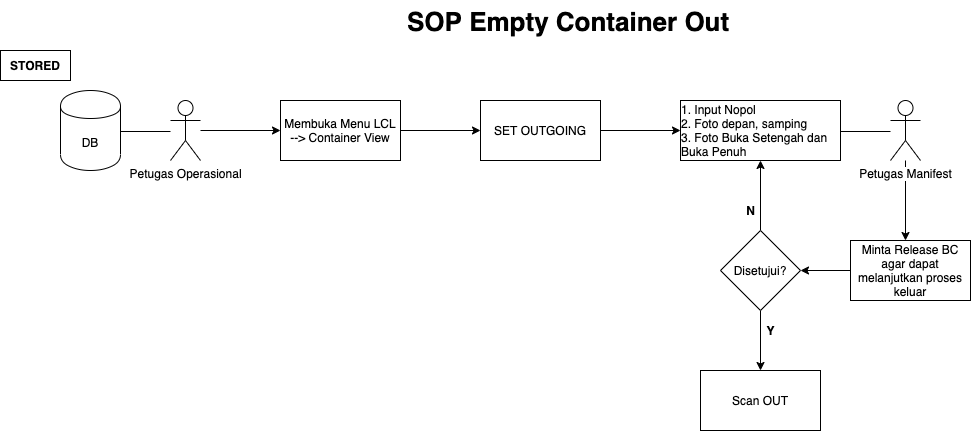 SOP Empty Container Out
STORED
DB
Petugas Operasional
Membuka Menu LCL
--> Container View
SET OUTGOING
1. Input Nopol
2. Foto depan, samping
3. Foto Buka Setengah dan
Buka Penuh
Petugas Manifest
Minta Release BC
agar dapat
melanjutkan proses
keluar
Disetujui?
N
Y
Scan OUT